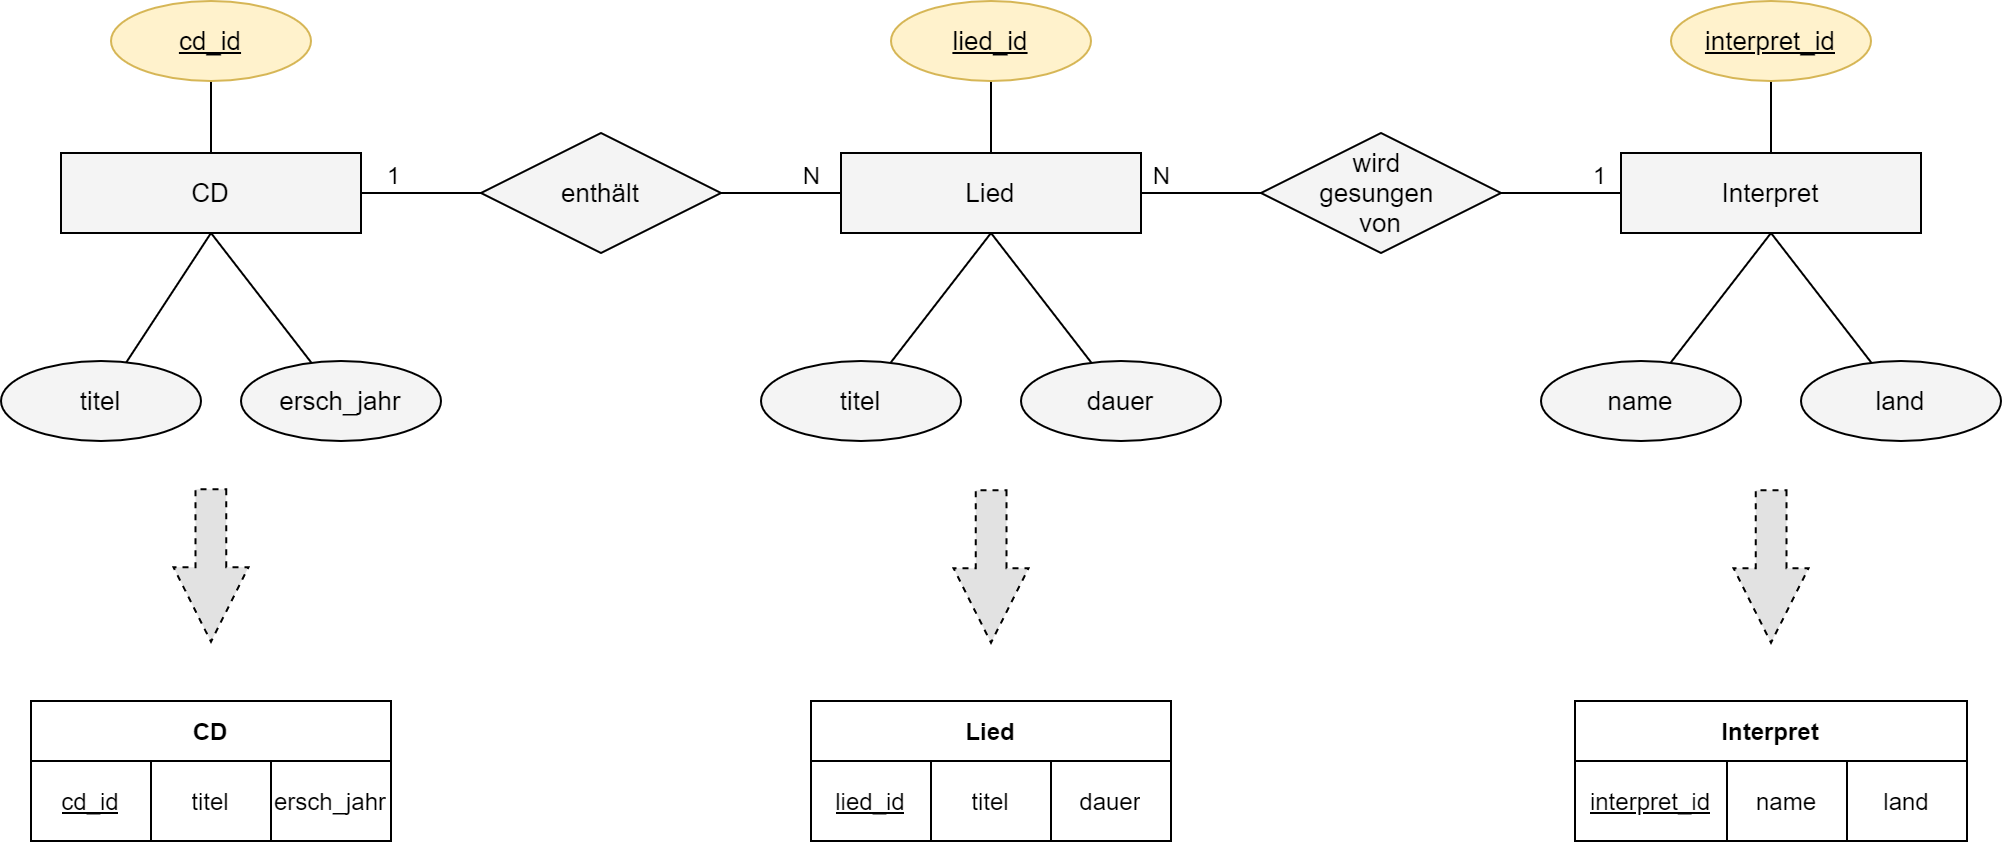 cd_id
lied_id
interpret_id
CD
1
enthält
N
Lied
N
wird
gesungen
von
1
Interpret
titel
ersch_jahr
titel
dauer
name
land
CD
cd_id titel ersch_jahr
Lied
lied_id titel dauer
Interpret
interpret_id name land